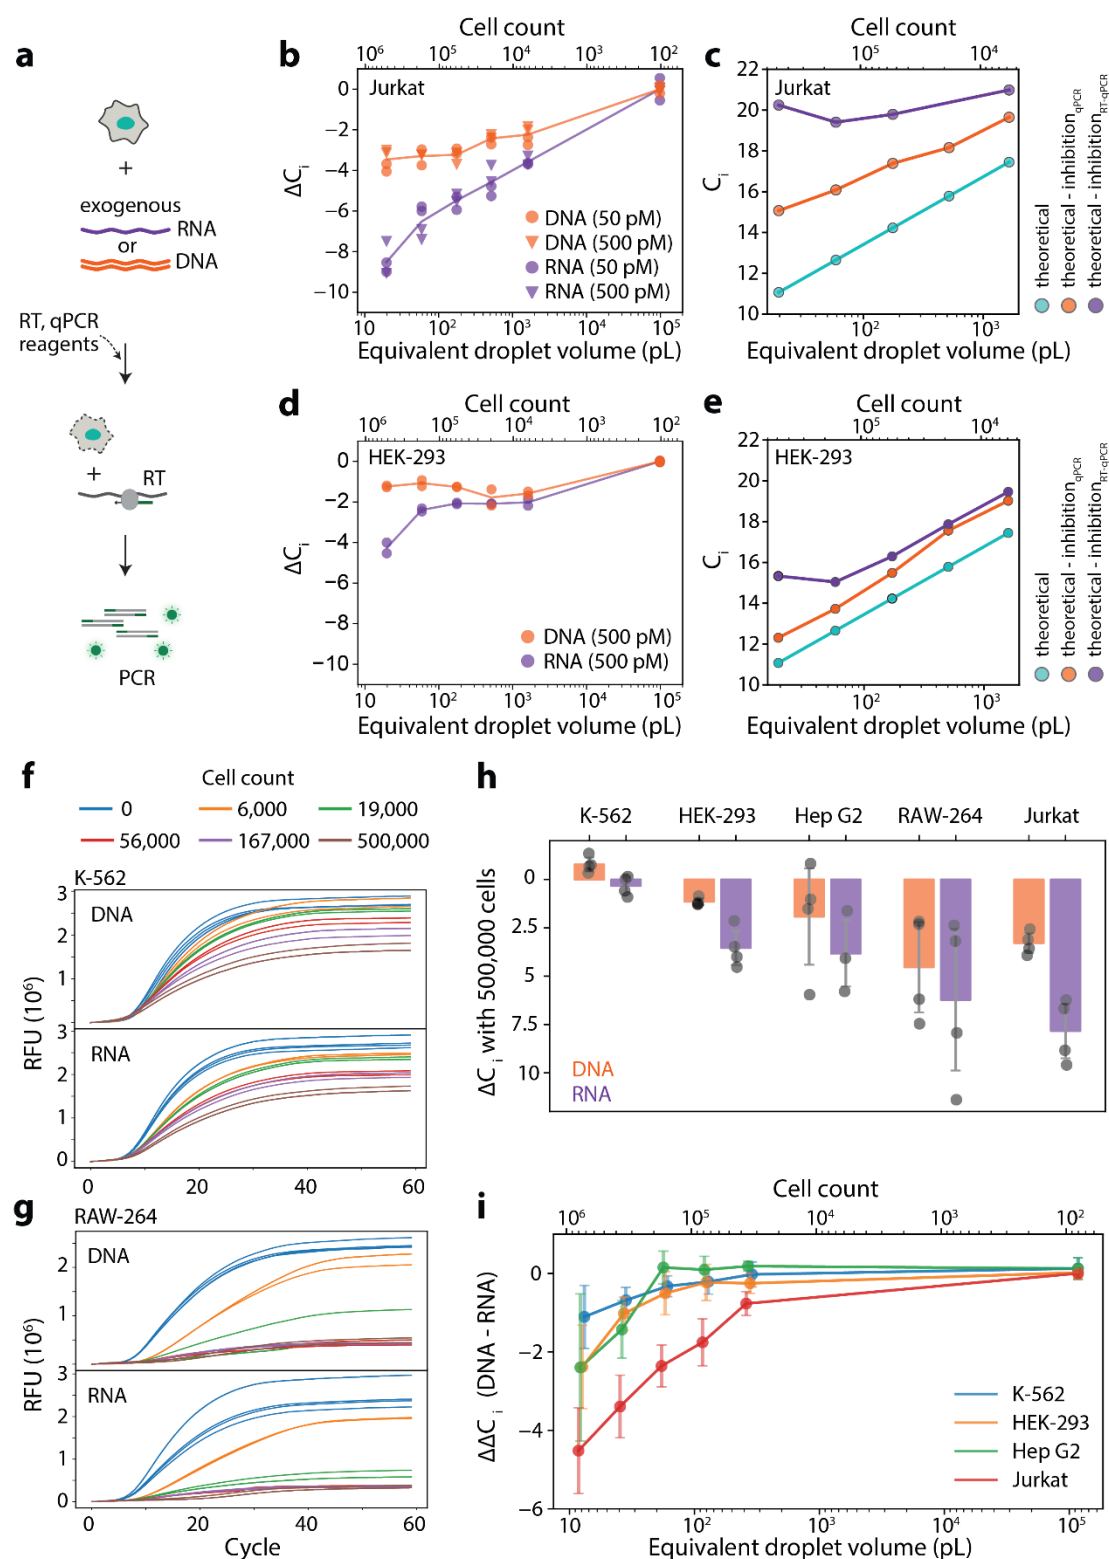 a
+
exogenous
RNA
or
DNA
RT, qPCR
reagents
+
RT
PCR
b
Cell count
10⁶ 10⁵ 10⁴ 10³ 10²
Jurkat
ΔCᵢ
0
−2
−4
−6
−8
−10
DNA (50 pM)
DNA (500 pM)
RNA (50 pM)
RNA (500 pM)
10 10² 10³ 10⁴ 10⁵
Equivalent droplet volume (pL)
c
Cell count
10⁵ 10⁴
Jurkat
Cᵢ
22
20
18
16
14
12
10
10² 10³
Equivalent droplet volume (pL)
theoretical
theoretical - inhibition qPCR
theoretical - inhibition RT-qPCR
d
Cell count
10⁶ 10⁵ 10⁴ 10³ 10²
HEK-293
ΔCᵢ
0
−2
−4
−6
−8
−10
DNA (500 pM)
RNA (500 pM)
10 10² 10³ 10⁴ 10⁵
Equivalent droplet volume (pL)
e
Cell count
10⁵ 10⁴
HEK-293
Cᵢ
22
20
18
16
14
12
10
10² 10³
Equivalent droplet volume (pL)
theoretical
theoretical - inhibition qPCR
theoretical - inhibition RT-qPCR
f
Cell count
0 6,000 19,000
56,000 167,000 500,000
K-562
DNA
3
2
1
RFU (10⁶)
RNA
3
2
1
0
0 20 40 60
g
RAW-264
DNA
2
1
RFU (10⁶)
RNA
3
2
1
0
0 20 40 60
Cycle
h
K-562 HEK-293 Hep G2 RAW-264 Jurkat
ΔCᵢ with 500,000 cells
0
2.5
5
7.5
10
DNA
RNA
i
Cell count
10⁶ 10⁵ 10⁴ 10³ 10²
ΔΔCᵢ (DNA - RNA)
0
−2
−4
−6
K-562
HEK-293
Hep G2
Jurkat
10 10² 10³ 10⁴ 10⁵
Equivalent droplet volume (pL)